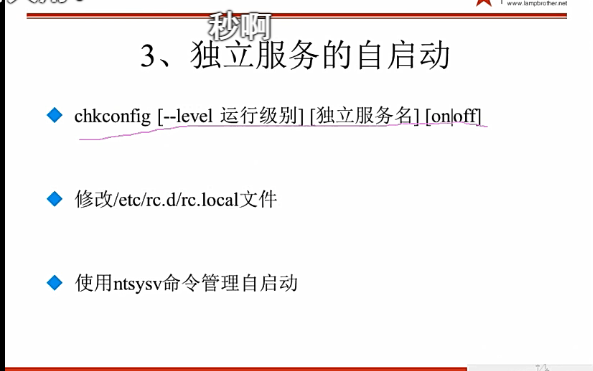 秒啊
www.lampbrother.net
3、独立服务的自启动
chkconfig [--level 运行级别] [独立服务名] [on|off]
修改/etc/rc.d/rc.local文件
使用ntsysv命令管理自启动